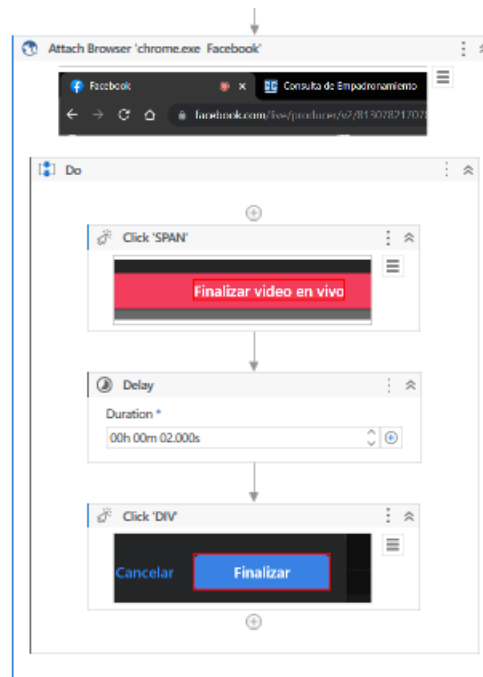 Attach Browser 'chrome.exe Facebook'
Facebook
Consulta de Empadronamiento
Do
Click 'SPAN'
Finalizar video en vivo
Delay
Duration *
00h 00m 02.000s
Click 'DIV'
Cancelar
Finalizar